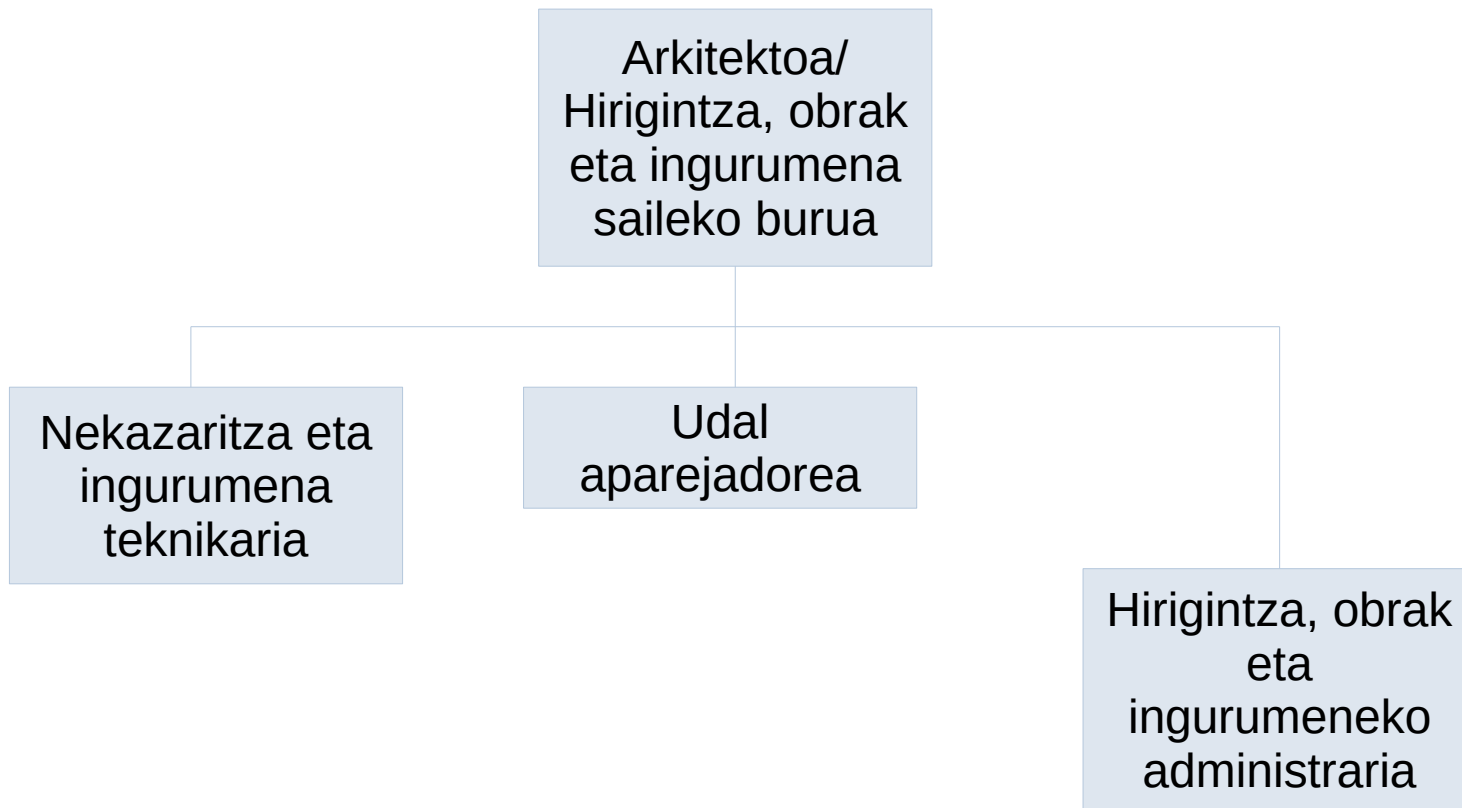 Arkitektoa/
Hirigintza, obrak
eta ingurumena
saileko burua
Nekazaritza eta
ingurumena
teknikaria
Udal
aparejadorea
Hirigintza, obrak
eta
ingurumeneko
administraria